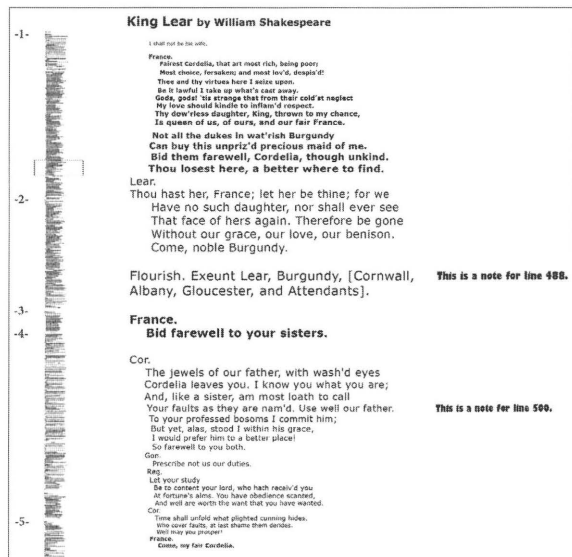 King Lear by William Shakespeare
-1-
I shall not be his wife.
France.
Fairest Cordelia, that art most rich, being poor;
Most choice, forsaken; and most lov'd, despis'd!
Thee and thy virtues here I seize upon.
Be it lawful I take up what's cast away.
Gods, gods! 'tis strange that from their cold'st neglect
My love should kindle to inflam'd respect.
Thy dow'rless daughter, King, thrown to my chance,
Is queen of us, of ours, and our fair France.
Not all the dukes in wat'rish Burgundy
Can buy this unpriz'd precious maid of me.
Bid them farewell, Cordelia, though unkind.
Thou losest here, a better where to find.
Lear.
-2-
Thou hast her, France; let her be thine; for we
Have no such daughter, nor shall ever see
That face of hers again. Therefore be gone
Without our grace, our love, our benison.
Come, noble Burgundy.
Flourish. Exeunt Lear, Burgundy, [Cornwall,
This is a note for line 488.
Albany, Gloucester, and Attendants].
-3-
France.
-4-
Bid farewell to your sisters.
Cor.
The jewels of our father, with wash'd eyes
Cordelia leaves you. I know you what you are;
And, like a sister, am most loath to call
Your faults as they are nam'd. Use well our father.
This is a note for line 500.
To your professed bosoms I commit him;
But yet, alas, stood I within his grace,
I would prefer him to a better place!
So farewell to you both.
Gon.
Prescribe not us our duties.
Reg.
Let your study
Be to content your lord, who hath receiv'd you
At fortune's alms. You have obedience scanted,
And well are worth the want that you have wanted.
Cor.
-5-
Time shall unfold what plighted cunning hides.
Who cover faults, at last shame them derides.
Well may you prosper!
France.
Come, my fair Cordelia.